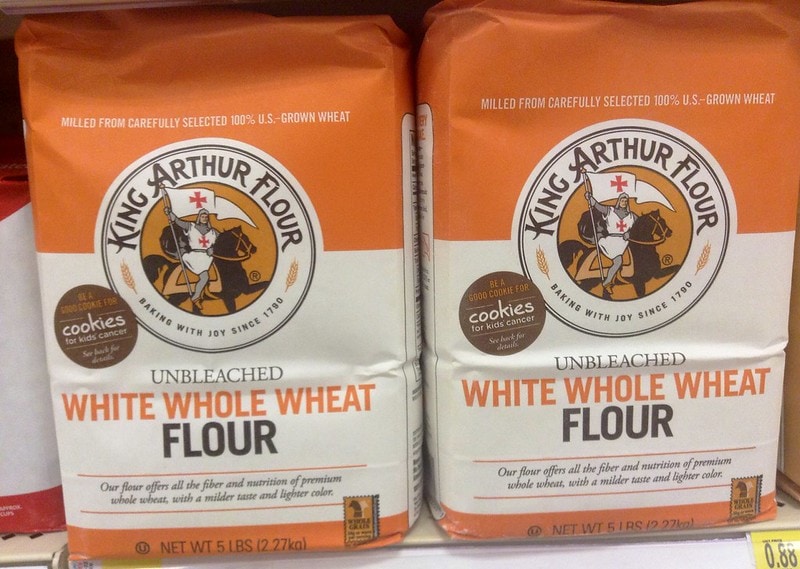 MILLED FROM CAREFULLY SELECTED 100% U.S.-GROWN WHEAT
KING ARTHUR FLOUR
®
BAKING WITH JOY SINCE 1790
BE A
GOOD COOKIE FOR
cookies
for kids cancer
See back for
details.
UNBLEACHED
WHITE WHOLE WHEAT
FLOUR
Our flour offers all the fiber and nutrition of premium
whole wheat, with a milder taste and lighter color.
WHOLE
GRAIN
U NET WT 5 LBS (2.27kg)
MILLED FROM CAREFULLY SELECTED 100% U.S.-GROWN WHEAT
KING ARTHUR FLOUR
®
BAKING WITH JOY SINCE 1790
BE A
GOOD COOKIE FOR
cookies
for kids cancer
See back for
details.
UNBLEACHED
WHITE WHOLE WHEAT
FLOUR
Our flour offers all the fiber and nutrition of premium
whole wheat, with a milder taste and lighter color.
WHOLE
GRAIN
U NET WT 5 LBS (2.27kg)
CUPS
0.88